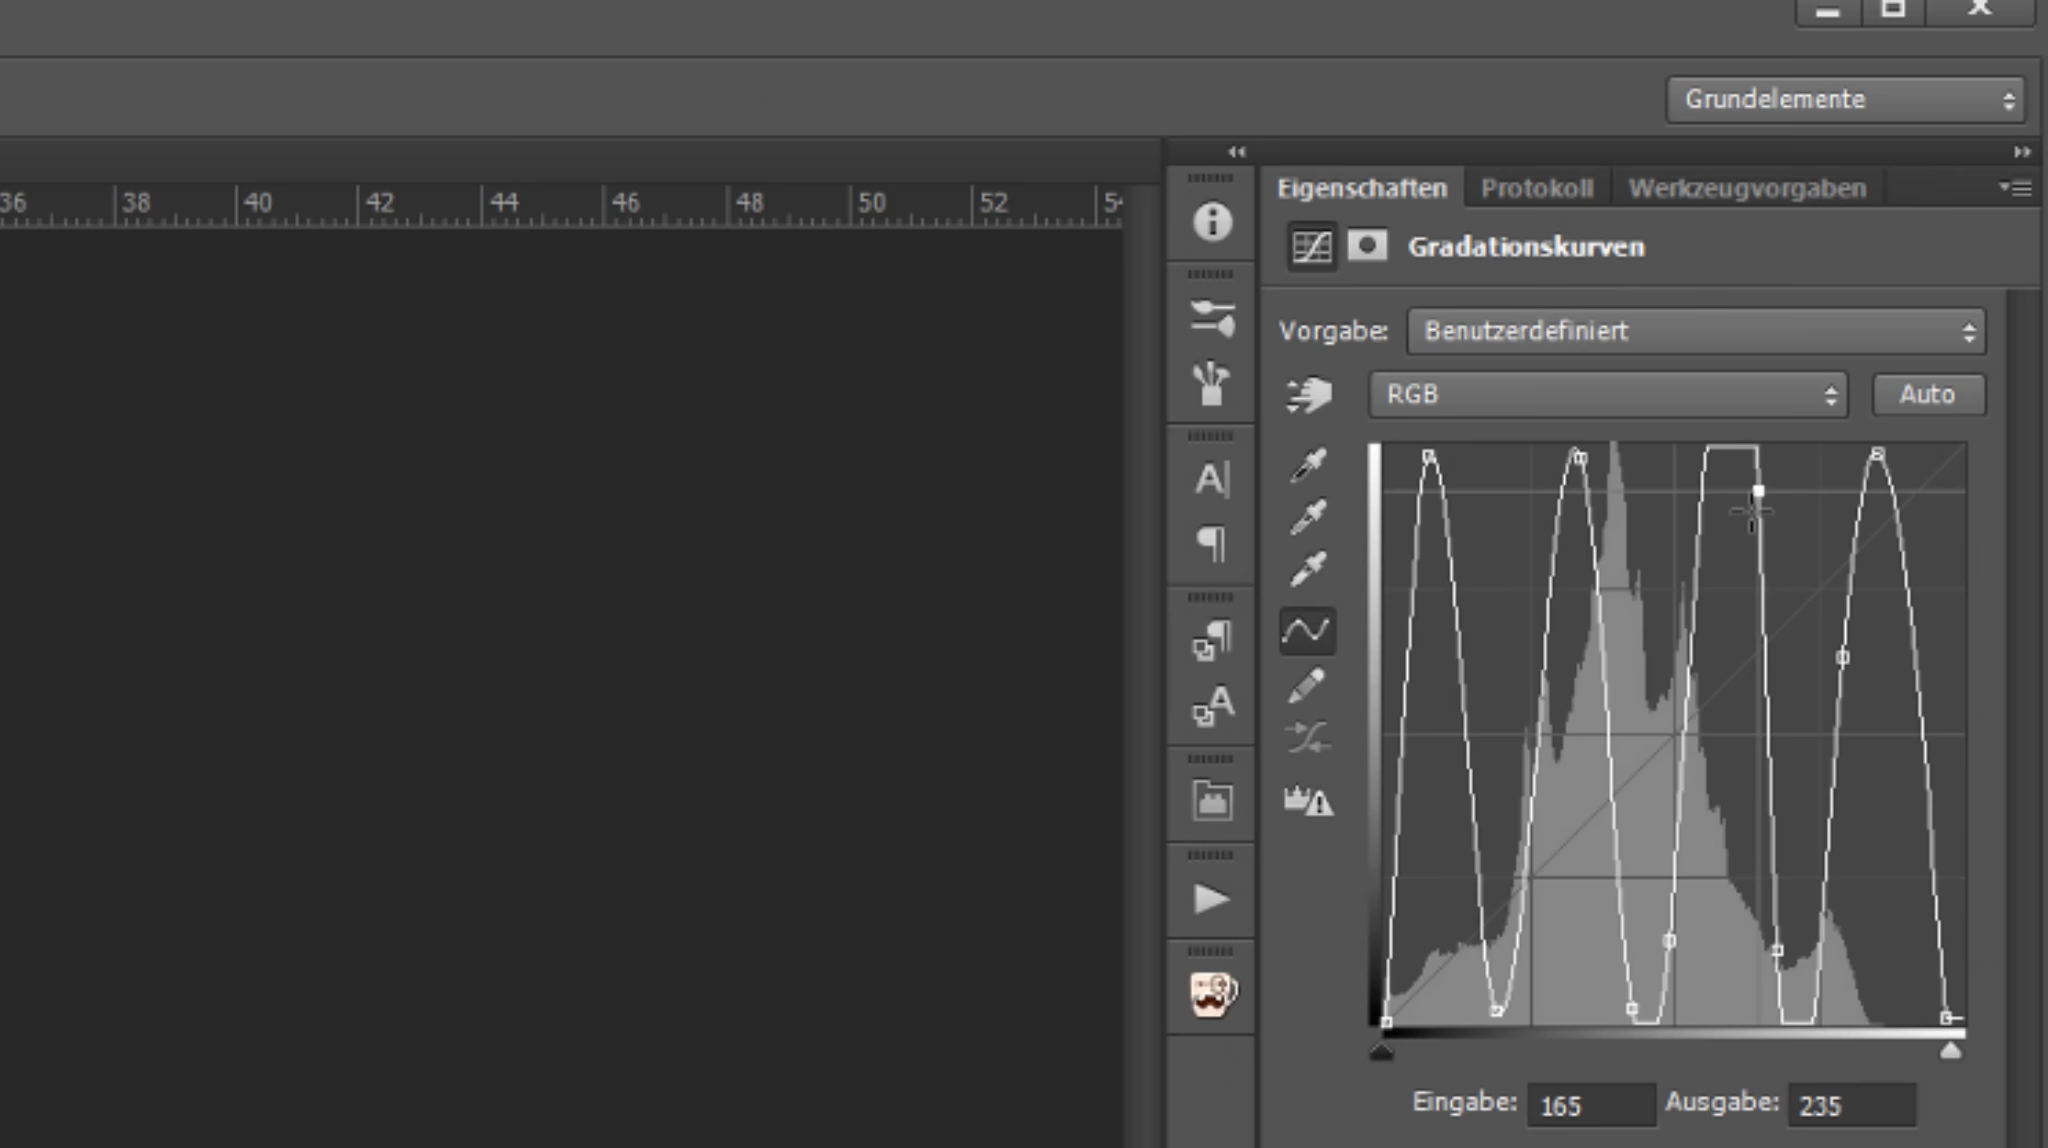 Grundelemente
36 38 40 42 44 46 48 50 52 54
Eigenschaften Protokoll Werkzeugvorgaben
Gradationskurven
Vorgabe: Benutzerdefiniert
RGB Auto
Eingabe: 165 Ausgabe: 235